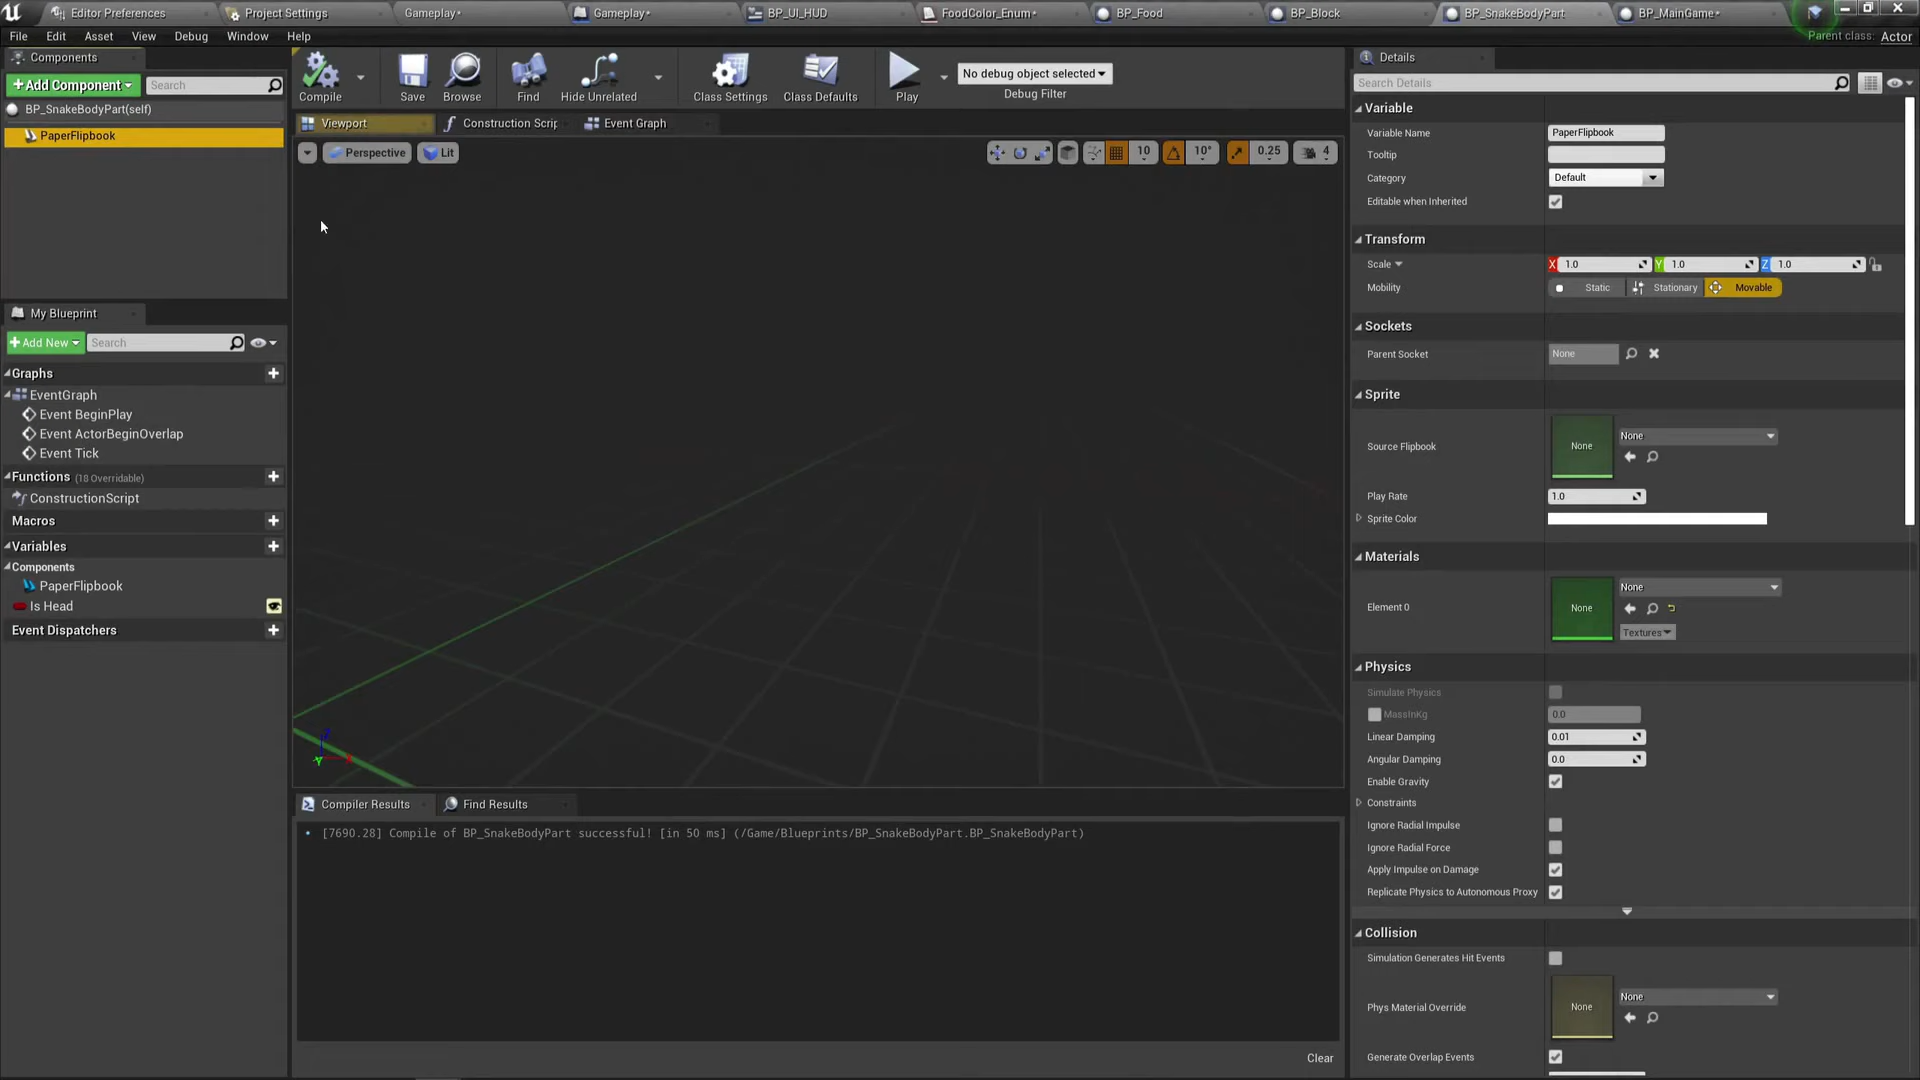 Editor Preferences
Project Settings
Gameplay*
Gameplay*
BP_UI_HUD
FoodColor_Enum*
BP_Food
BP_Block
BP_SnakeBodyPart
BP_MainGame*
File
Edit
Asset
View
Debug
Window
Help
Parent class: Actor
Components
+Add Component
Search
BP_SnakeBodyPart(self)
PaperFlipbook
Compile
Save
Browse
Find
Hide Unrelated
Class Settings
Class Defaults
Play
No debug object selected
Debug Filter
Viewport
Construction Scrip
Event Graph
Perspective
Lit
10
10°
0.25
4
My Blueprint
+Add New
Search
Graphs
EventGraph
Event BeginPlay
Event ActorBeginOverlap
Event Tick
Functions (18 Overridable)
ConstructionScript
Macros
Variables
Components
PaperFlipbook
Is Head
Event Dispatchers
Z
Y
X
Compiler Results
Find Results
[7690.28] Compile of BP_SnakeBodyPart successful! [in 50 ms] (/Game/Blueprints/BP_SnakeBodyPart.BP_SnakeBodyPart)
Clear
Details
Search Details
Variable
Variable Name
PaperFlipbook
Tooltip
Category
Default
Editable when Inherited
Transform
Scale
X 1.0
Y 1.0
Z 1.0
Mobility
Static
Stationary
Movable
Sockets
Parent Socket
None
Sprite
Source Flipbook
None
None
Play Rate
1.0
Sprite Color
Materials
Element 0
None
None
Textures
Physics
Simulate Physics
MassInKg
0.0
Linear Damping
0.01
Angular Damping
0.0
Enable Gravity
Constraints
Ignore Radial Impulse
Ignore Radial Force
Apply Impulse on Damage
Replicate Physics to Autonomous Proxy
Collision
Simulation Generates Hit Events
Phys Material Override
None
None
Generate Overlap Events